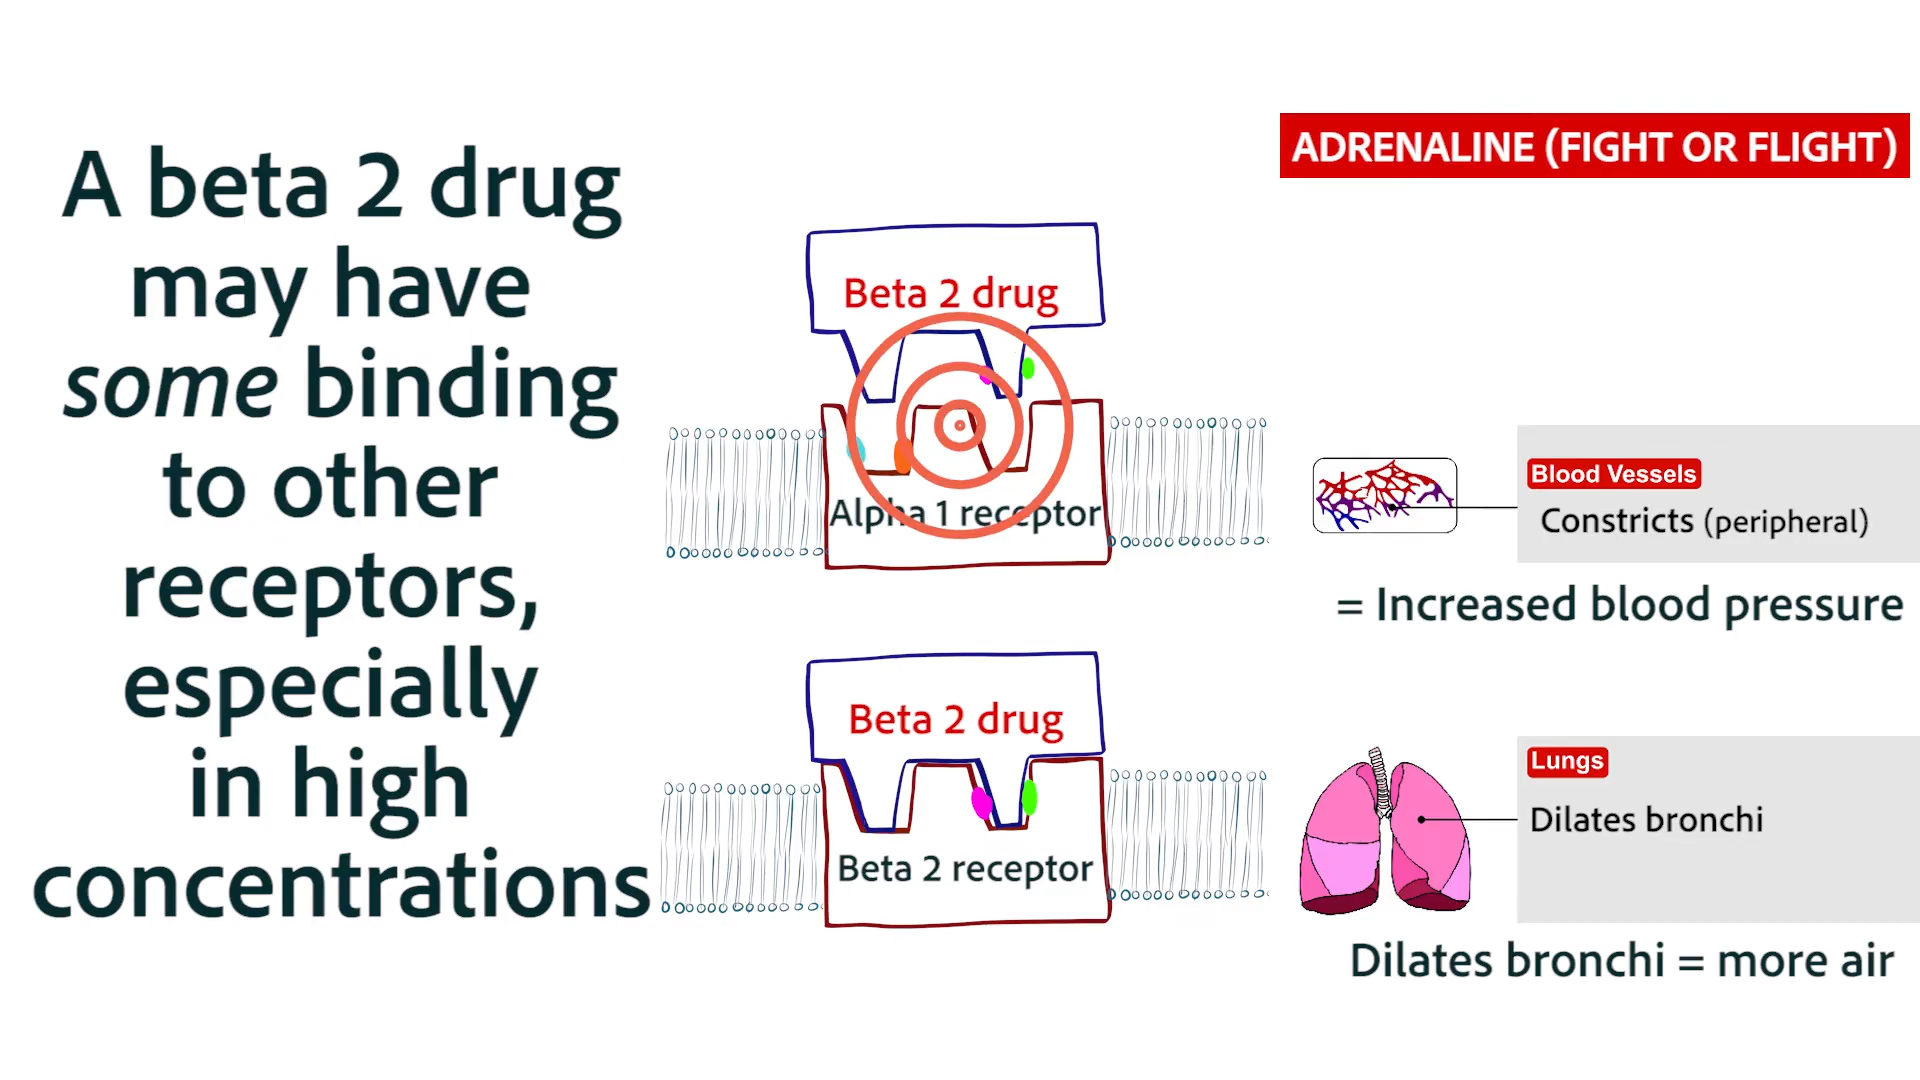 A beta 2 drug
may have
some binding
to other
receptors,
especially
in high
concentrations
Beta 2 drug
Alpha 1 receptor
Beta 2 drug
Beta 2 receptor
ADRENALINE (FIGHT OR FLIGHT)
Blood Vessels
Constricts (peripheral)
= Increased blood pressure
Lungs
Dilates bronchi
Dilates bronchi = more air